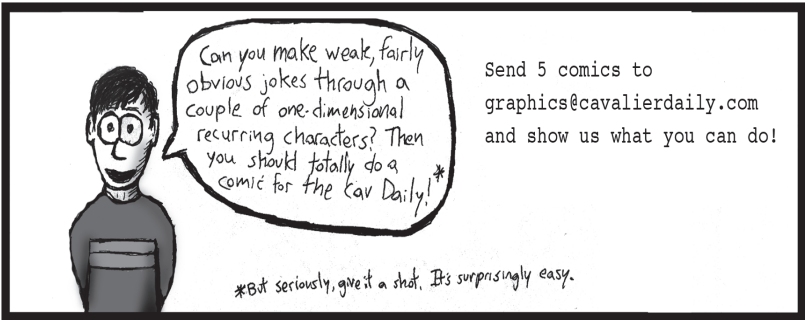 Can you make weak, fairly
obvious jokes through a
couple of one-dimensional
recurring characters? Then
you should totally do a
comic for the Cav Daily!*
Send 5 comics to
graphics@cavalierdaily.com
and show us what you can do!
*But seriously, give it a shot. It's surprisingly easy.